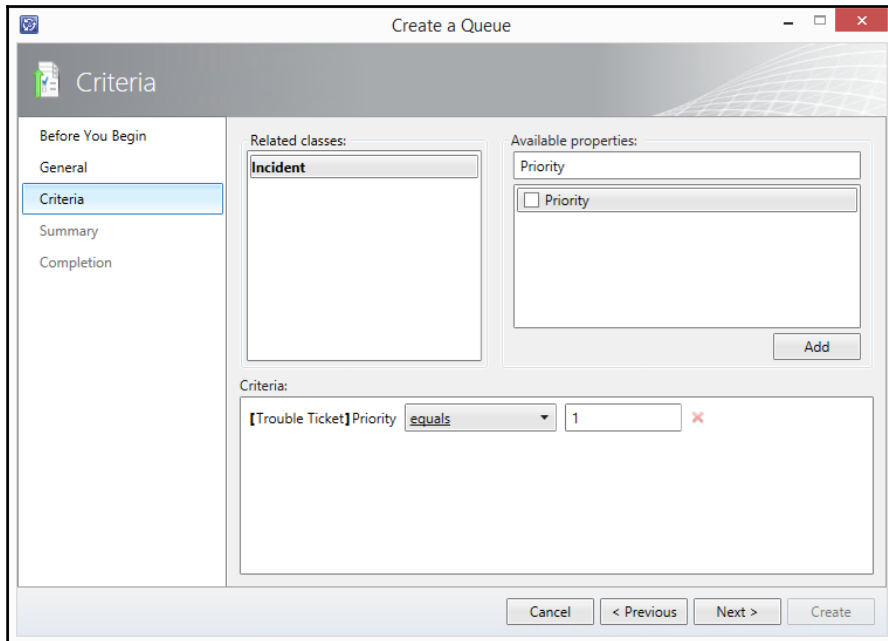 Create a Queue
Criteria
Before You Begin
General
Criteria
Summary
Completion
Related classes:
Incident
Available properties:
Priority
Priority
Add
Criteria:
[Trouble Ticket] Priority equals 1
Cancel < Previous Next > Create